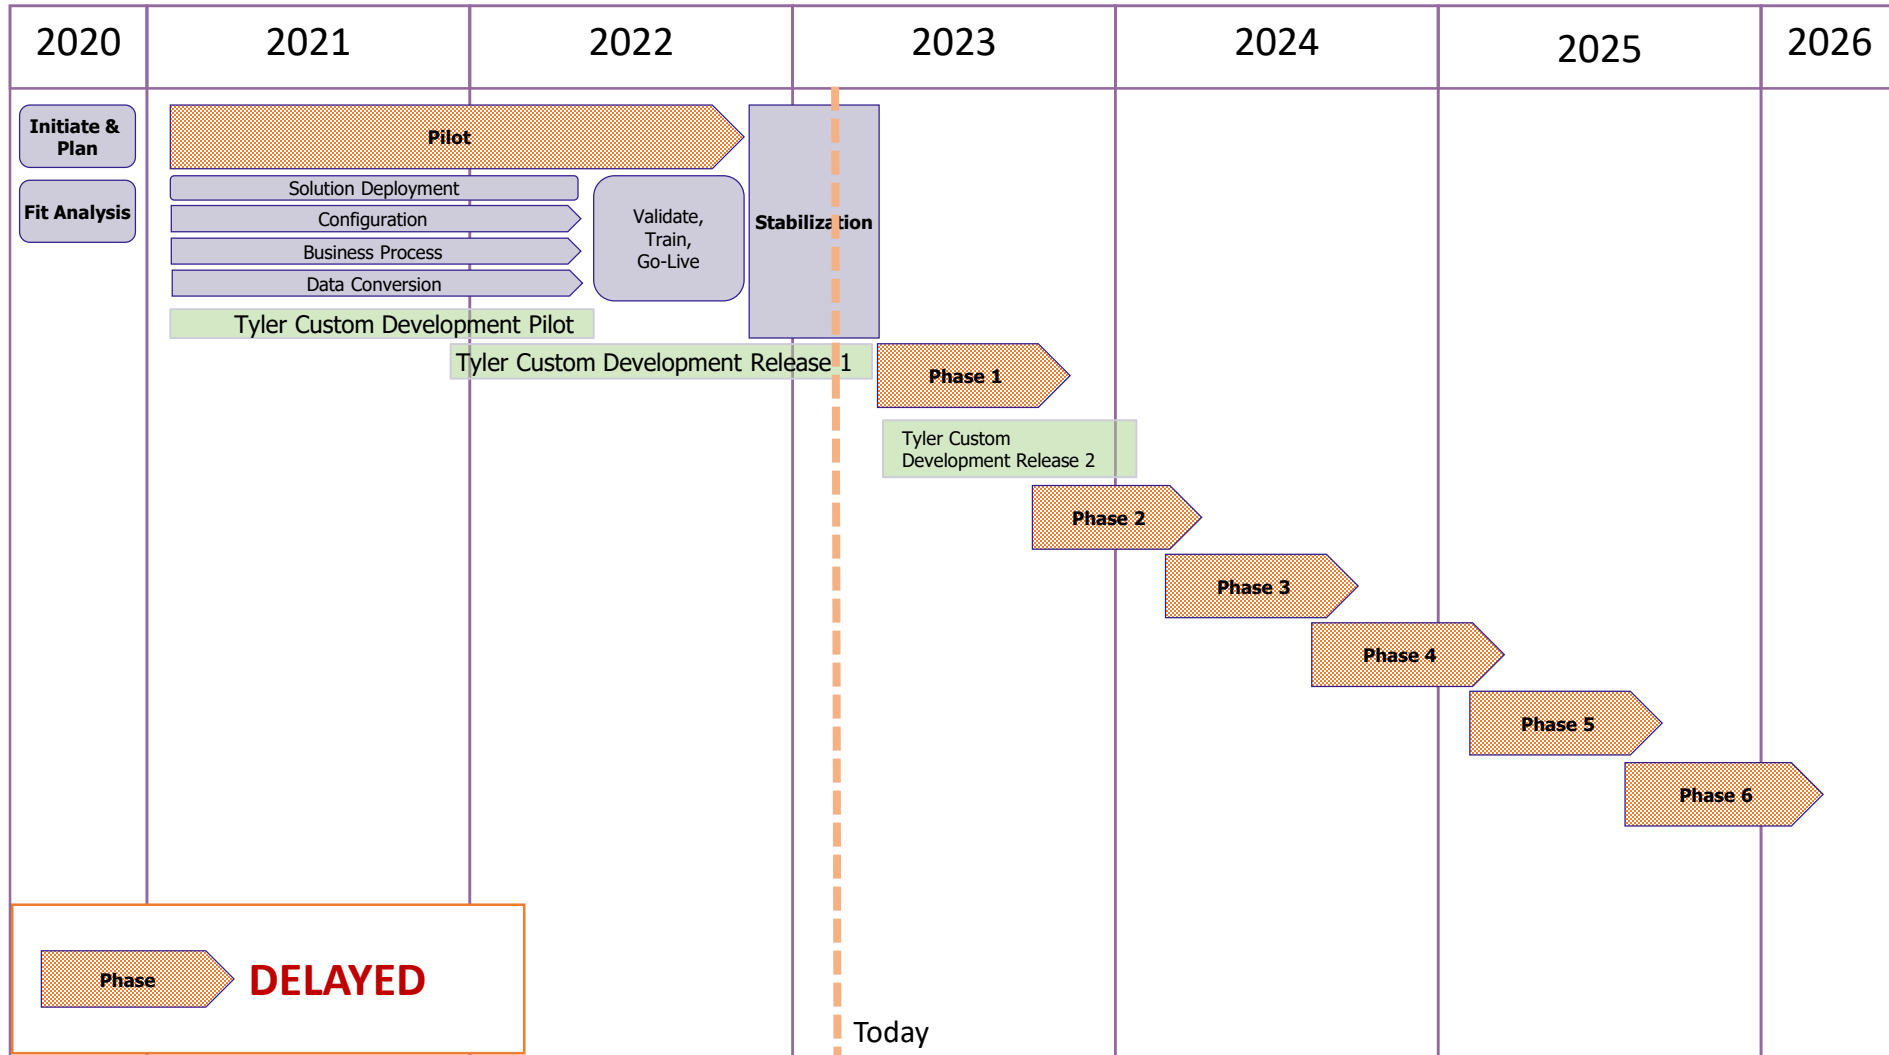 2020
2021
2022
2023
2024
2025
2026
Initiate &
Plan
Fit Analysis
Pilot
Solution Deployment
Configuration
Business Process
Data Conversion
Validate,
Train,
Go-Live
Stabilization
Tyler Custom Development Pilot
Tyler Custom Development Release 1
Phase 1
Tyler Custom
Development Release 2
Phase 2
Phase 3
Phase 4
Phase 5
Phase 6
Phase
DELAYED
Today